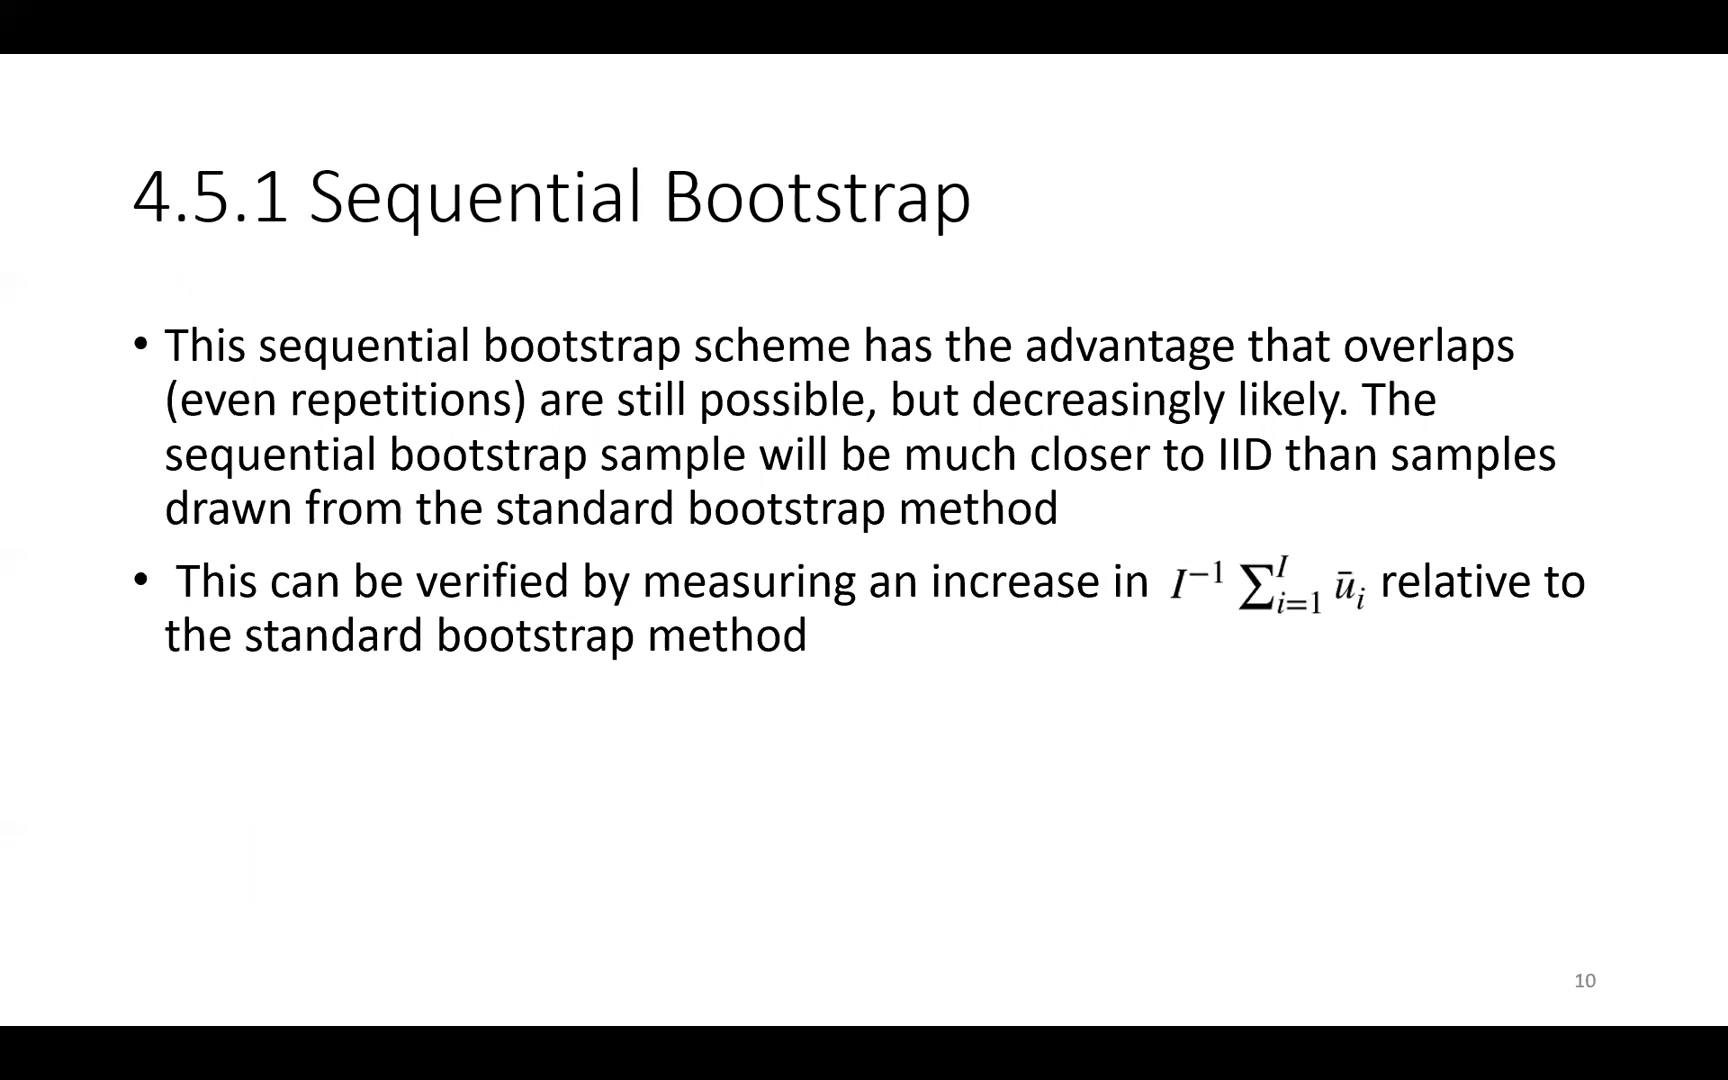 4.5.1 Sequential Bootstrap
• This sequential bootstrap scheme has the advantage that overlaps
(even repetitions) are still possible, but decreasingly likely. The
sequential bootstrap sample will be much closer to IID than samples
drawn from the standard bootstrap method
• This can be verified by measuring an increase in $I^{-1} \sum_{i=1}^{I} \bar{u}_i$ relative to
the standard bootstrap method
10